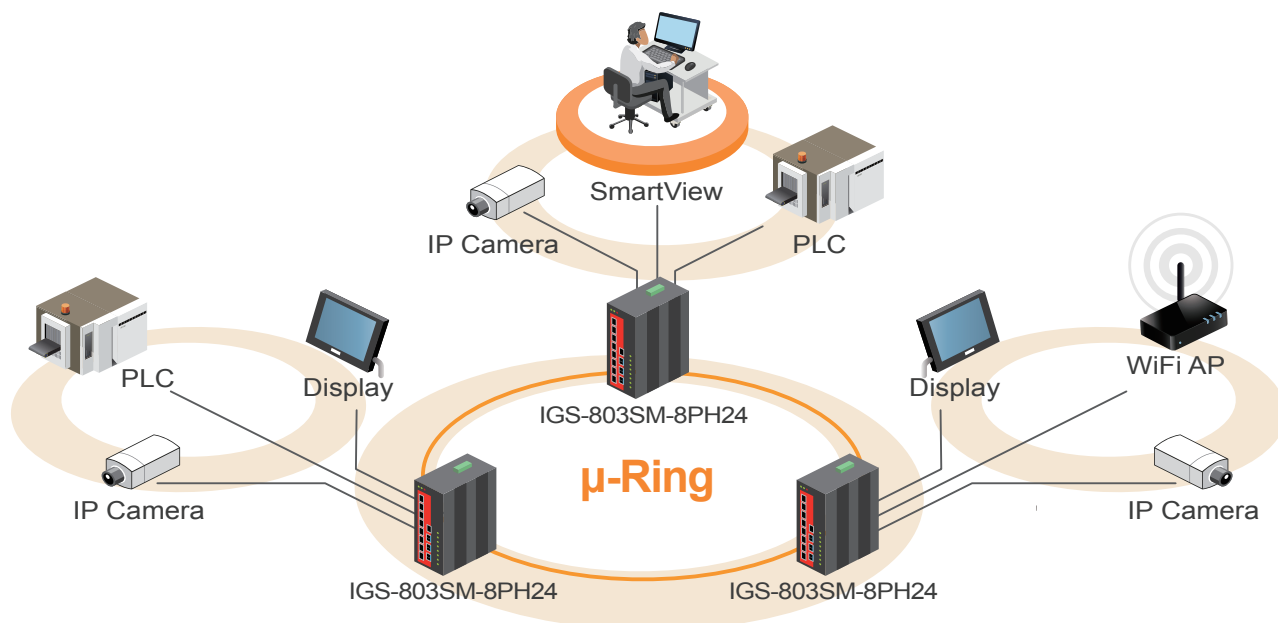 SmartView
IP Camera
PLC
WiFi AP
PLC
Display
Display
IGS-803SM-8PH24
µ-Ring
IP Camera
IP Camera
IGS-803SM-8PH24
IGS-803SM-8PH24